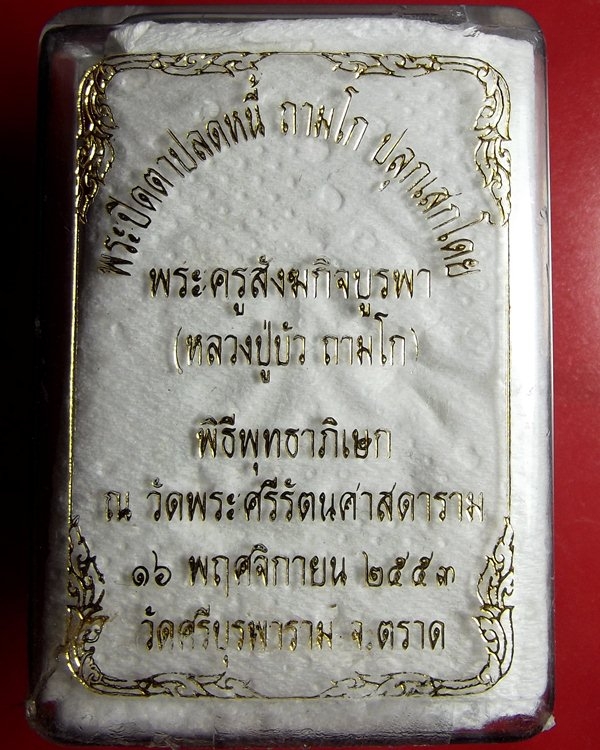 พระปิดตาปลดหนี้ ถามโก ปลุกเสกโดย
พระครูสังฆกิจบูรพา
(หลวงปู่บัว ถามโก)
พิธีพุทธาภิเษก
ณ วัดพระศรีรัตนศาสดาราม
๑๖ พฤศจิกายน ๒๕๕๓
วัดศรีบุรพาราม จ.ตราด